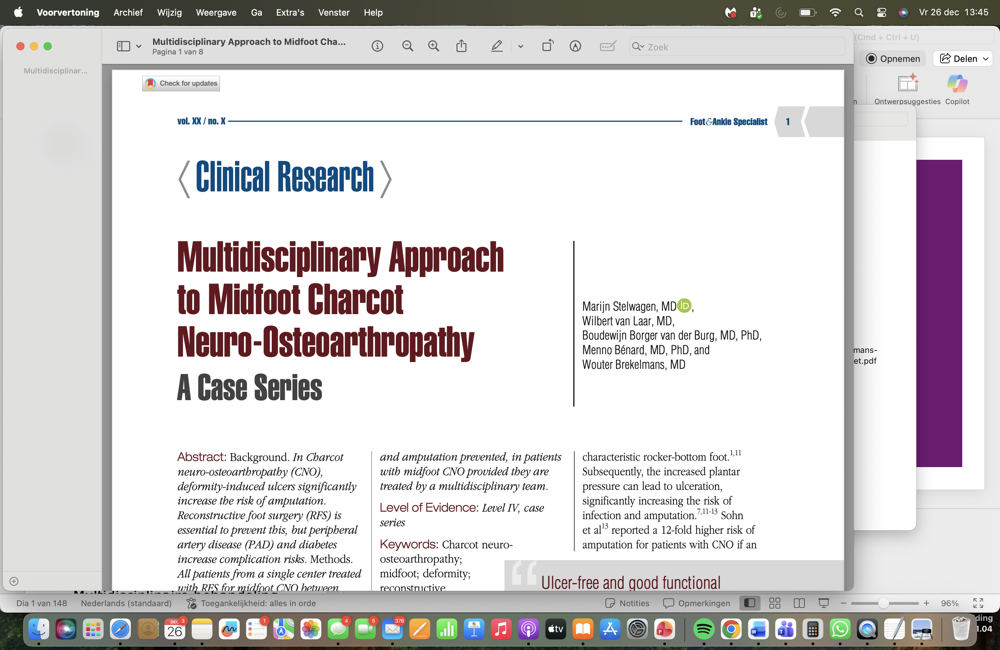 Voorvertoning Archief Wijzig Weergave Ga Extra's Venster Help
Vr 26 dec 13:45
Multidisciplinary Approach to Midfoot Cha...
Pagina 1 van 8
Zoek
Multidisciplinar...
(Cmd + Ctrl + U)
Opnemen
Delen
Ontwerpsuggesties Copilot
Check for updates
vol. XX / no. X
Foot&Ankle Specialist
1
Clinical Research
Multidisciplinary Approach
to Midfoot Charcot
Neuro-Osteoarthropathy
A Case Series
Marijn Stelwagen, MD iD,
Wilbert van Laar, MD,
Boudewijn Borger van der Burg, MD, PhD,
Menno Bénard, MD, PhD, and
Wouter Brekelmans, MD
Abstract: Background. In Charcot
neuro-osteoarthropathy (CNO),
deformity-induced ulcers significantly
increase the risk of amputation.
Reconstructive foot surgery (RFS) is
essential to prevent this, but peripheral
artery disease (PAD) and diabetes
increase complication risks. Methods.
All patients from a single center treated
with RFS for midfoot CNO between
and amputation prevented, in patients
with midfoot CNO provided they are
treated by a multidisciplinary team.
Level of Evidence: Level IV, case
series
Keywords: Charcot neuro-
osteoarthropathy;
midfoot; deformity;
reconstructive
characteristic rocker-bottom foot.1,11
Subsequently, the increased plantar
pressure can lead to ulceration,
significantly increasing the risk of
infection and amputation.7,11-13 Sohn
et al13 reported a 12-fold higher risk of
amputation for patients with CNO if an
“
Ulcer-free and good functional
mans-
et.pdf
Multidisciplinaire behandeling
Dia 1 van 148
Nederlands (standaard)
Toegankelijkheid: alles in orde
Notities
Opmerkingen
96%
DEC
26
3
1
4
5
376
tv
P
W
T
ding
1.04